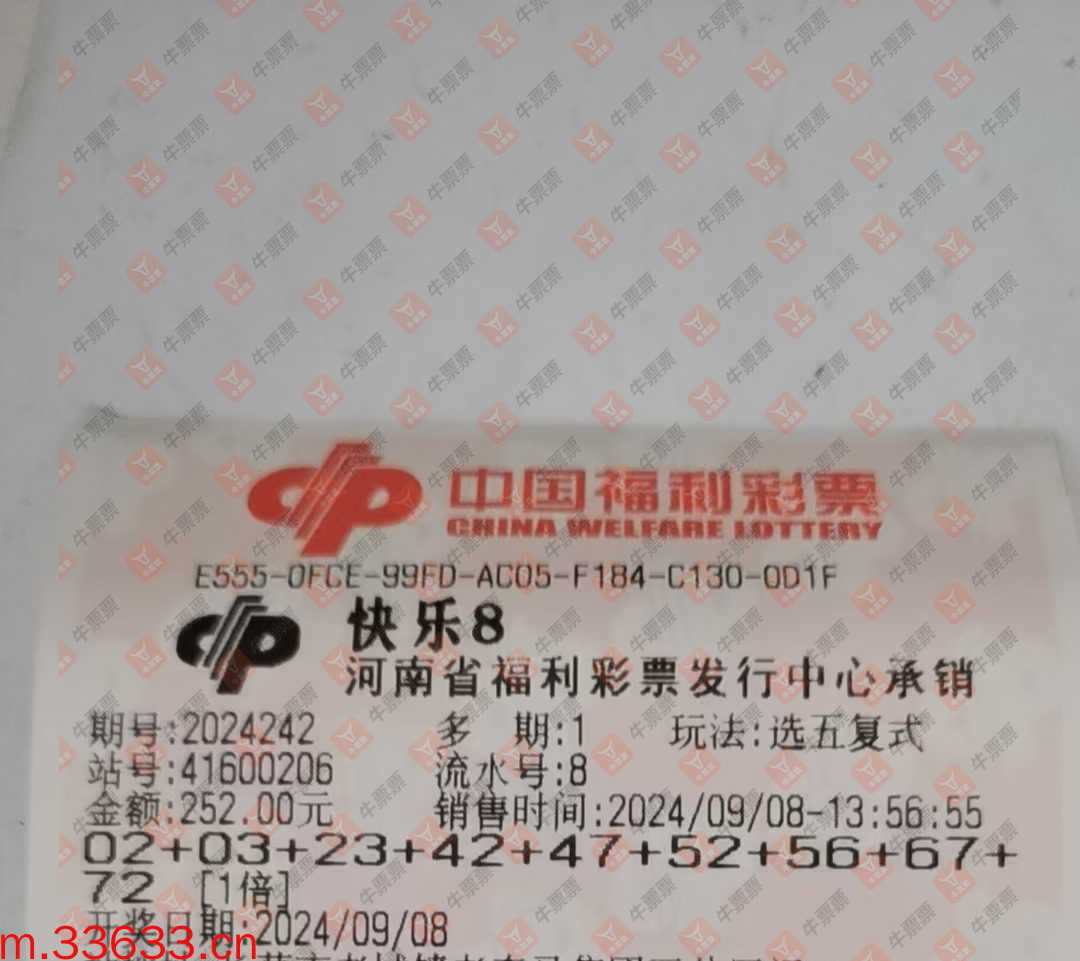 中国福利彩票
CHINA WELFARE LOTTERY
E555-0FCE-99FD-AC05-F184-C130-0D1F
快乐8
河南省福利彩票发行中心承销
期号:2024242 多 期:1 玩法:选五复式
站号:41600206 流水号:8
金额:252.00元 销售时间:2024/09/08-13:56:55
02+03+23+42+47+52+56+67+
72 [1倍]
开奖日期:2024/09/08
m.33633.cn
牛票票